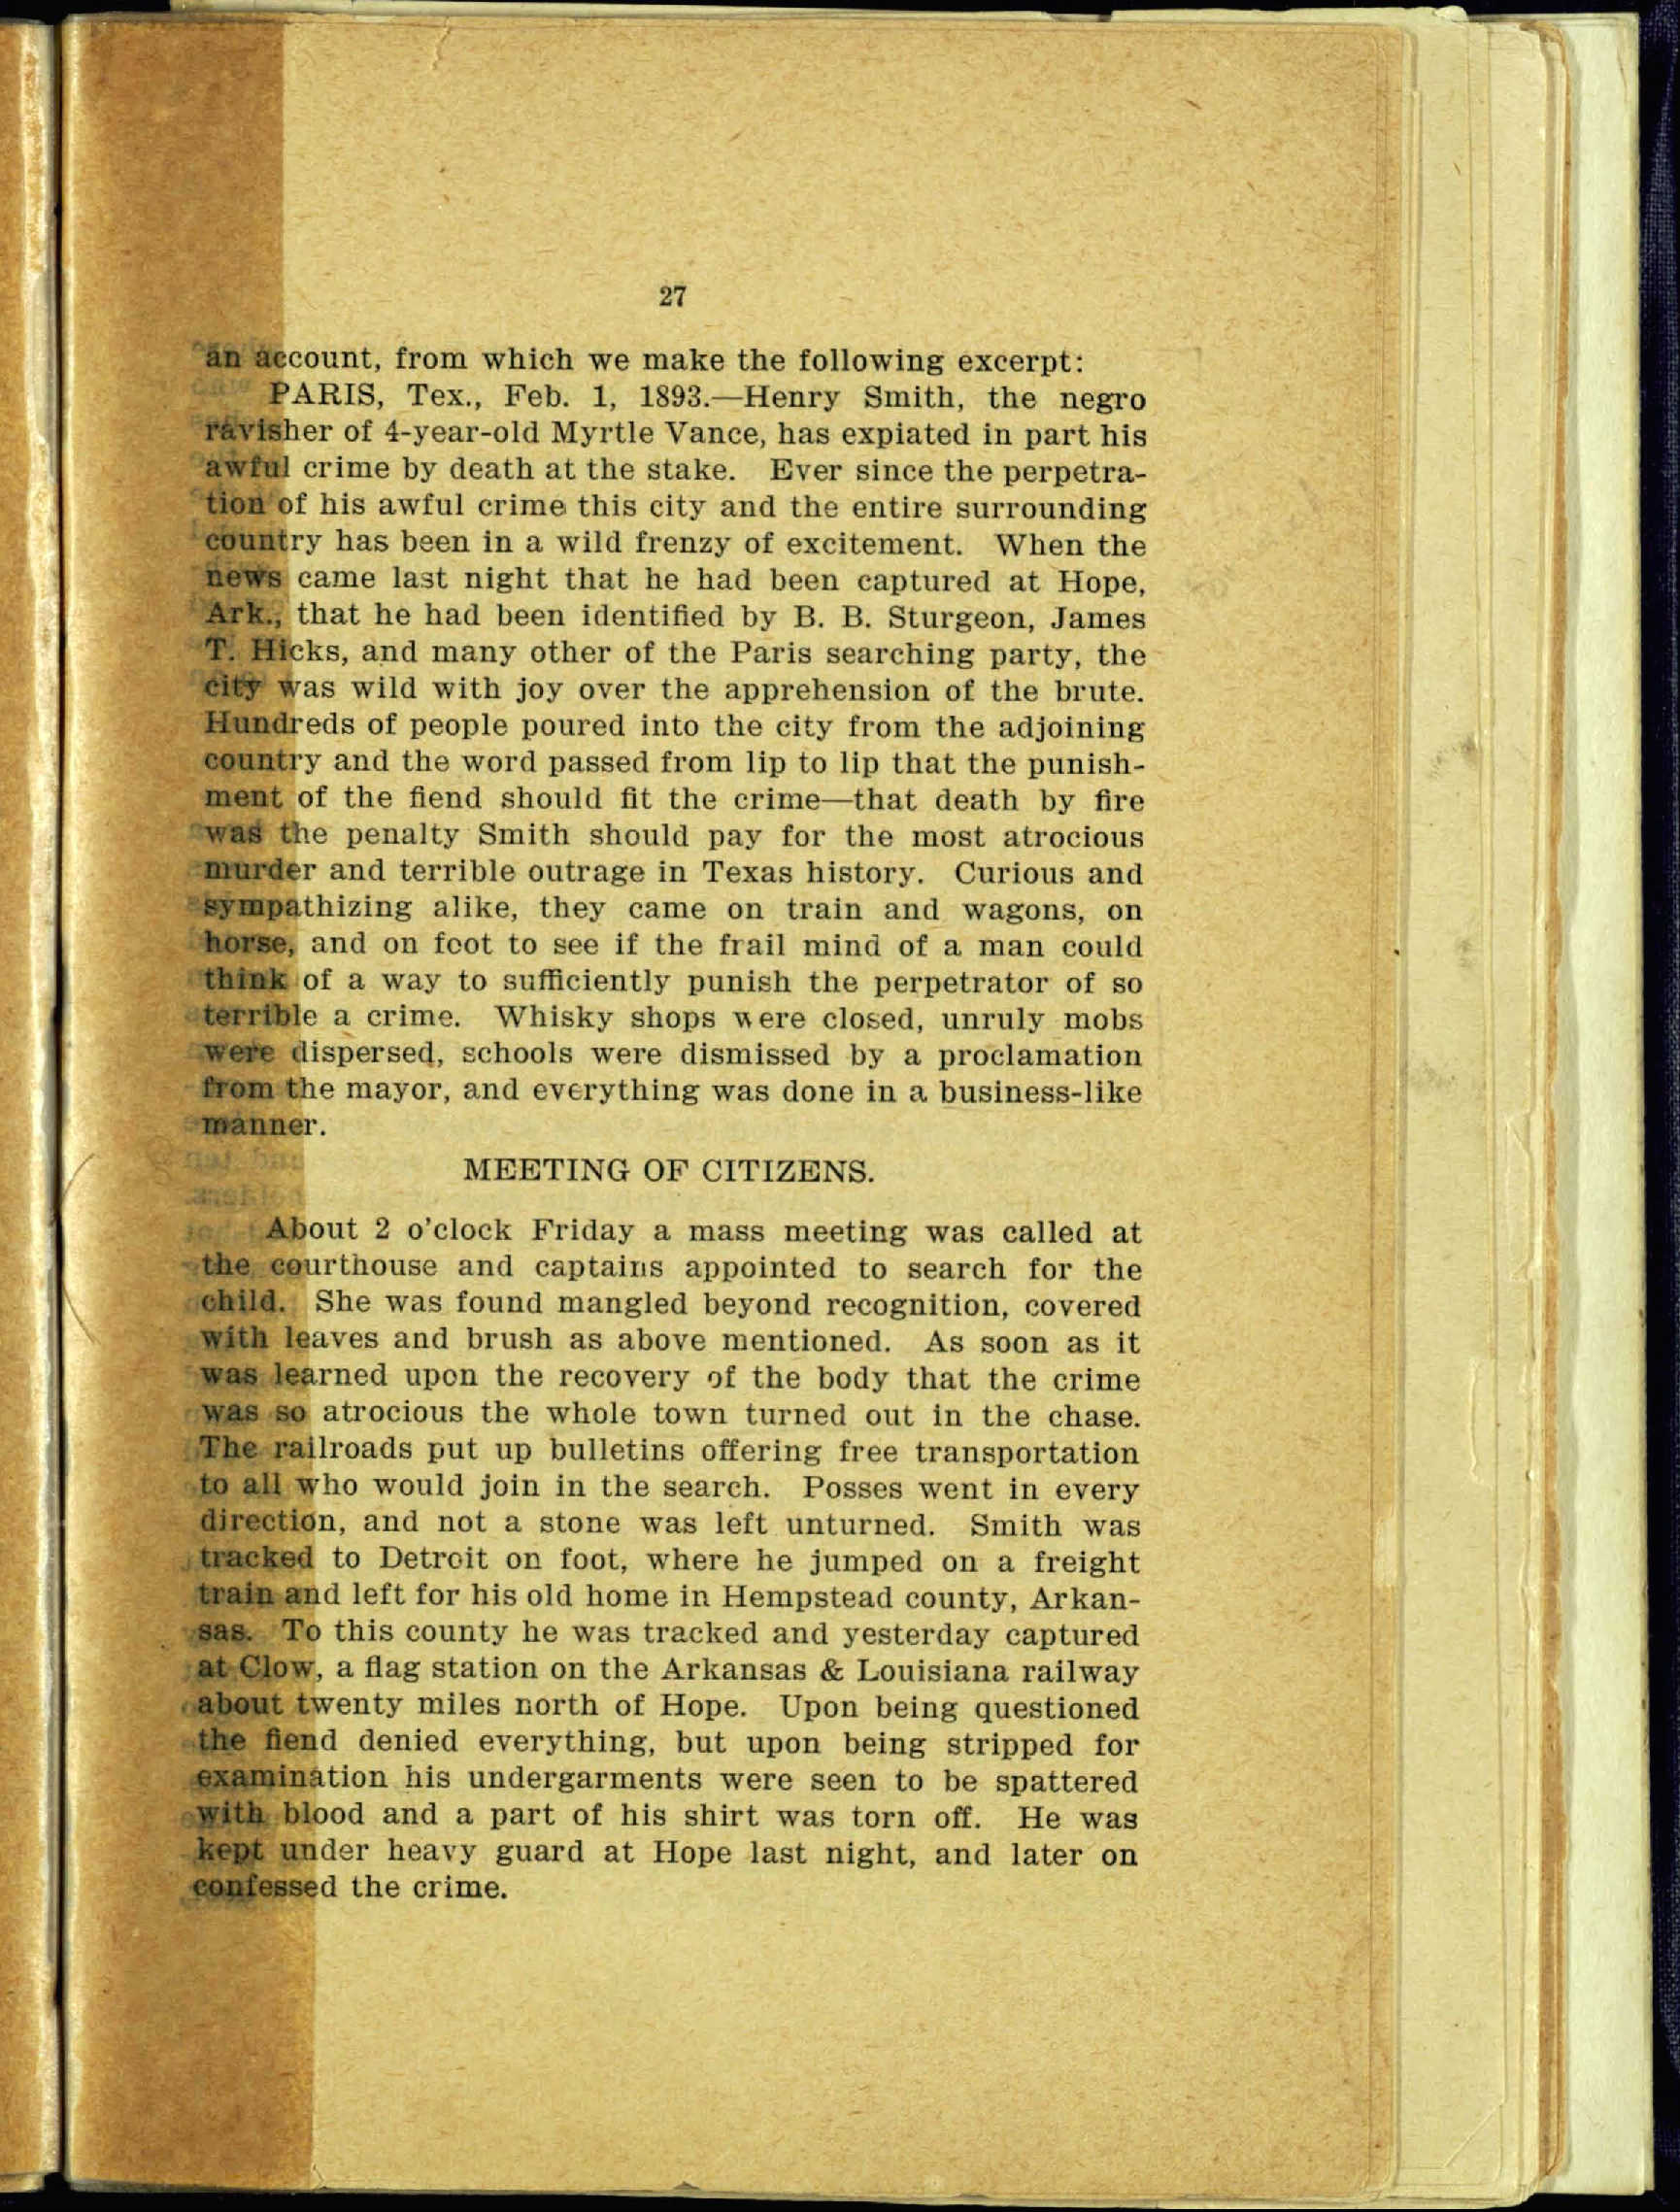 27
an account, from which we make the following excerpt:
PARIS, Tex., Feb. 1, 1893.—Henry Smith, the negro
ravisher of 4-year-old Myrtle Vance, has expiated in part his
awful crime by death at the stake. Ever since the perpetra-
tion of his awful crime this city and the entire surrounding
country has been in a wild frenzy of excitement. When the
news came last night that he had been captured at Hope,
Ark., that he had been identified by B. B. Sturgeon, James
T. Hicks, and many other of the Paris searching party, the
city was wild with joy over the apprehension of the brute.
Hundreds of people poured into the city from the adjoining
country and the word passed from lip to lip that the punish-
ment of the fiend should fit the crime—that death by fire
was the penalty Smith should pay for the most atrocious
murder and terrible outrage in Texas history. Curious and
sympathizing alike, they came on train and wagons, on
horse, and on foot to see if the frail mind of a man could
think of a way to sufficiently punish the perpetrator of so
terrible a crime. Whisky shops were closed, unruly mobs
were dispersed, schools were dismissed by a proclamation
from the mayor, and everything was done in a business-like
manner.
MEETING OF CITIZENS.
About 2 o'clock Friday a mass meeting was called at
the courthouse and captains appointed to search for the
child. She was found mangled beyond recognition, covered
with leaves and brush as above mentioned. As soon as it
was learned upon the recovery of the body that the crime
was so atrocious the whole town turned out in the chase.
The railroads put up bulletins offering free transportation
to all who would join in the search. Posses went in every
direction, and not a stone was left unturned. Smith was
tracked to Detroit on foot, where he jumped on a freight
train and left for his old home in Hempstead county, Arkan-
sas. To this county he was tracked and yesterday captured
at Clow, a flag station on the Arkansas & Louisiana railway
about twenty miles north of Hope. Upon being questioned
the fiend denied everything, but upon being stripped for
examination his undergarments were seen to be spattered
with blood and a part of his shirt was torn off. He was
kept under heavy guard at Hope last night, and later on
confessed the crime.